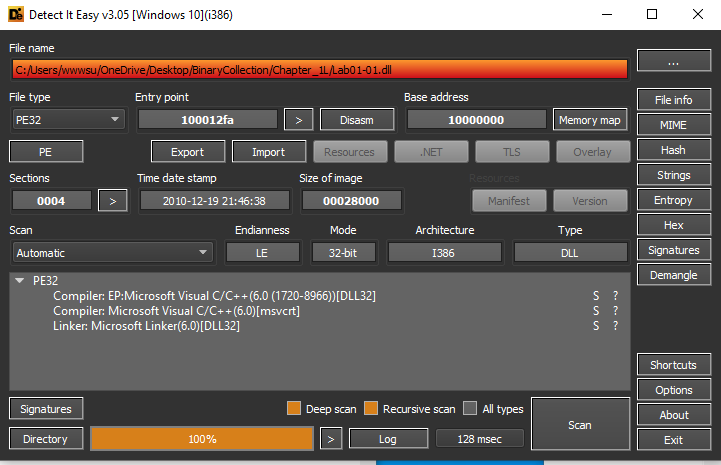 Detect It Easy v3.05 [Windows 10](i386)
File name
C:/Users/wwwsu/OneDrive/Desktop/BinaryCollection/Chapter_1L/Lab01-01.dll ...
File type Entry point Base address
PE32 100012fa > Disasm 10000000 Memory map File info
PE Export Import Resources .NET TLS Overlay MIME
Hash
Sections Time date stamp Size of image Resources Strings
0004 > 2010-12-19 21:46:38 00028000 Manifest Version Entropy
Scan Endianness Mode Architecture Type Hex
Automatic LE 32-bit I386 DLL Signatures
PE32 Demangle
Compiler: EP:Microsoft Visual C/C++(6.0 (1720-8966))[DLL32] S ?
Compiler: Microsoft Visual C/C++(6.0)[msvcrt] S ?
Linker: Microsoft Linker(6.0)[DLL32] S ?
Shortcuts
Options
Signatures Deep scan Recursive scan All types Scan About
Directory 100% > Log 128 msec Exit